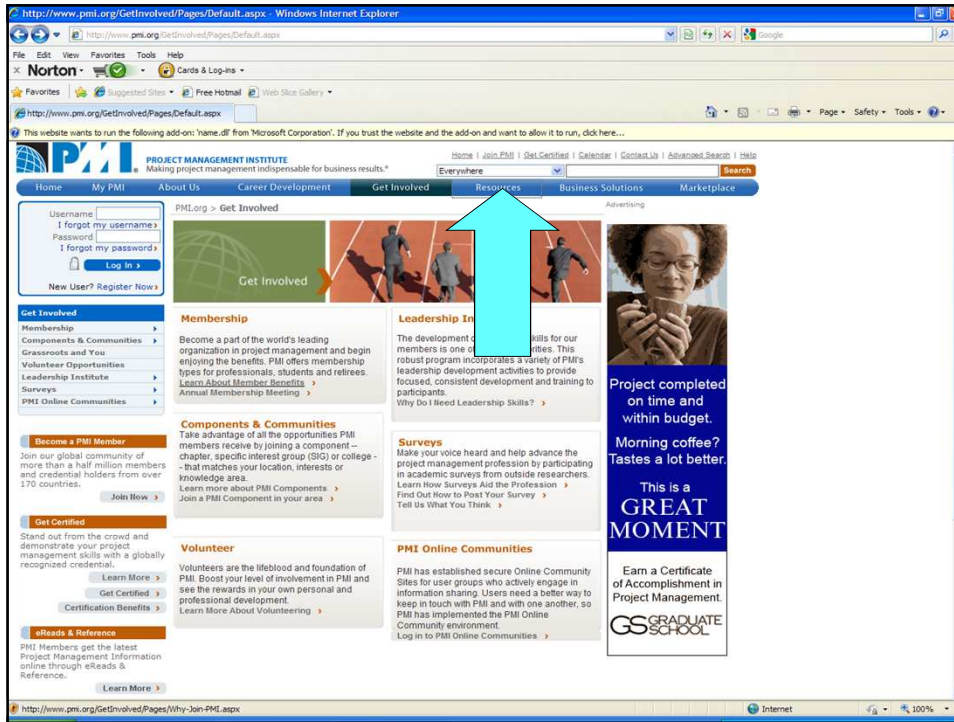 http://www.pmi.org/GetInvolved/Pages/Default.aspx - Windows Internet Explorer
http://www.pmi.org/GetInvolved/Pages/Default.aspx
Google
File Edit View Favorites Tools Help
Norton
Cards & Log-ins
Favorites
Suggested Sites
Free Hotmail
Web Slice Gallery
http://www.pmi.org/GetInvolved/Pages/Default.aspx
Page
Safety
Tools
This website wants to run the following add-on: 'name.dll' from 'Microsoft Corporation'. If you trust the website and the add-on and want to allow it to run, click here...
PMI
PROJECT MANAGEMENT INSTITUTE
Making project management indispensable for business results.®
Home | Join PMI | Get Certified | Calendar | Contact Us | Advanced Search | Help
Everywhere
Search
Home My PMI About Us Career Development Get Involved Resources Business Solutions Marketplace
Username
I forgot my username
Password
I forgot my password
Log In
New User? Register Now
PMI.org > Get Involved
Get Involved
Advertising
Get Involved
Membership
Components & Communities
Grassroots and You
Volunteer Opportunities
Leadership Institute
Surveys
PMI Online Communities
Become a PMI Member
Join our global community of
more than a half million members
and credential holders from over
170 countries.
Join Now
Get Certified
Stand out from the crowd and
demonstrate your project
management skills with a globally
recognized credential.
Learn More
Get Certified
Certification Benefits
eReads & Reference
PMI Members get the latest
Project Management Information
online through eReads &
Reference.
Learn More
Membership
Become a part of the world's leading
organization in project management and begin
enjoying the benefits. PMI offers membership
types for professionals, students and retirees.
Learn About Member Benefits
Annual Membership Meeting
Leadership In
The development of kills for our
members is one of rities. This
robust program incorporates a variety of PMI's
leadership development activities to provide
focused, consistent development and training to
participants.
Why Do I Need Leadership Skills?
Components & Communities
Take advantage of all the opportunities PMI
members receive by joining a component --
chapter, specific interest group (SIG) or college -
- that matches your location, interests or
knowledge area.
Learn more about PMI Components
Join a PMI Component in your area
Surveys
Make your voice heard and help advance the
project management profession by participating
in academic surveys from outside researchers.
Learn How Surveys Aid the Profession
Find Out How to Post Your Survey
Tell Us What You Think
Volunteer
Volunteers are the lifeblood and foundation of
PMI. Boost your level of involvement in PMI and
see the rewards in your own personal and
professional development.
Learn More About Volunteering
PMI Online Communities
PMI has established secure Online Community
Sites for user groups who actively engage in
information sharing. Users need a better way to
keep in touch with PMI and with one another, so
PMI has implemented the PMI Online
Community environment.
Log in to PMI Online Communities
Project completed
on time and
within budget.
Morning coffee?
Tastes a lot better.
This is a
GREAT
MOMENT
Earn a Certificate
of Accomplishment in
Project Management.
GS GRADUATE
SCHOOL
http://www.pmi.org/GetInvolved/Pages/Why-Join-PMI.aspx
Internet
100%